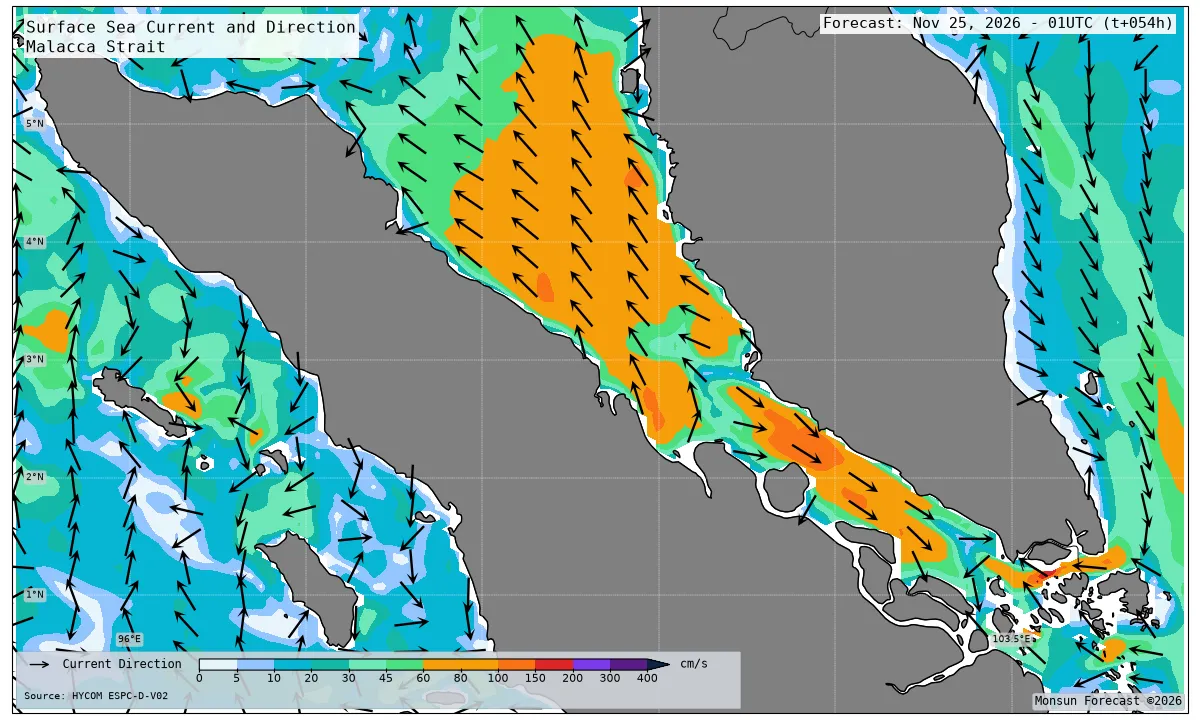 Surface Sea Current and Direction
Malacca Strait
Forecast: Nov 25, 2026 - 01UTC (t+054h)
5°N
4°N
3°N
2°N
1°N
96°E
103.5°E
Current Direction
0 5 10 20 30 45 60 80 100 150 200 300 400
cm/s
Source: HYCOM ESPC-D-V02
Monsun Forecast ©2026